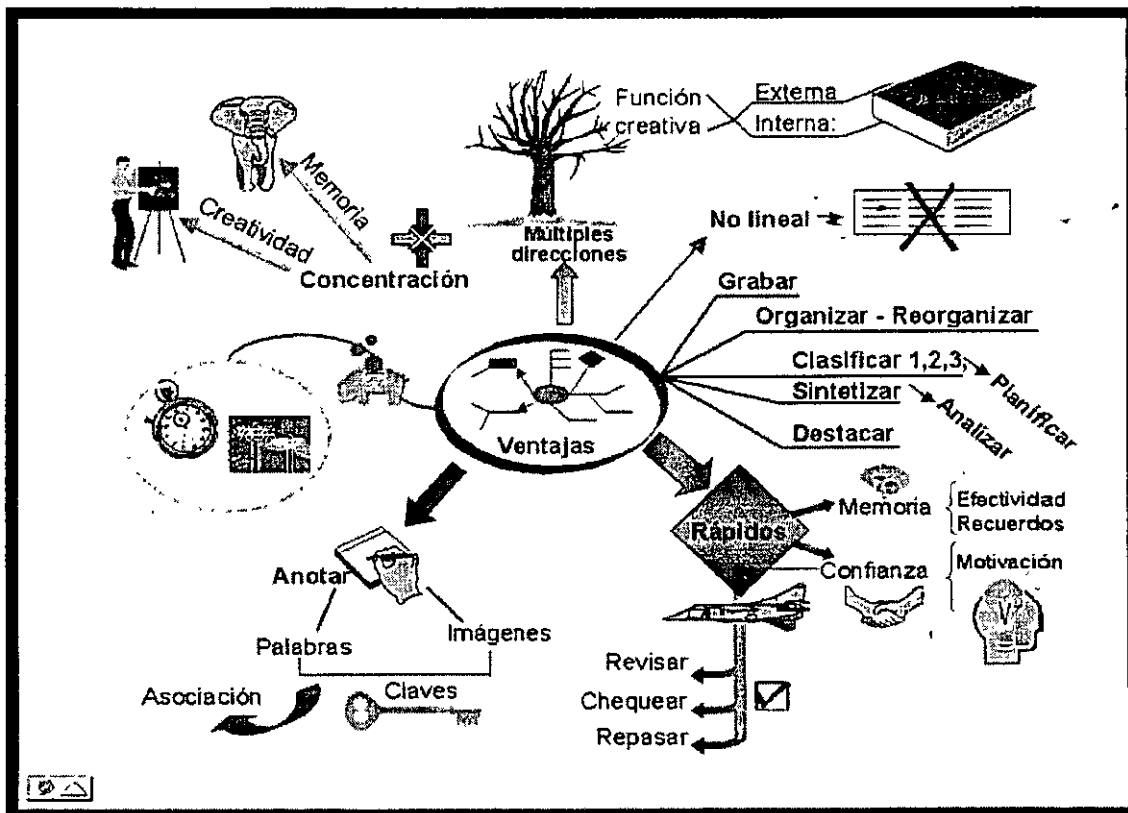 Función
creativa
Externa
Interna:
Memoria
Creatividad
Concentración
Múltiples
direcciones
No lineal
Grabar
Organizar - Reorganizar
Clasificar 1,2,3,
Planificar
Sintetizar
Analizar
Destacar
Ventajas
Rápidos
Memoria
Efectividad
Recuerdos
Confianza
Motivación
Anotar
Palabras
Imágenes
Asociación
Claves
Revisar
Chequear
Repasar